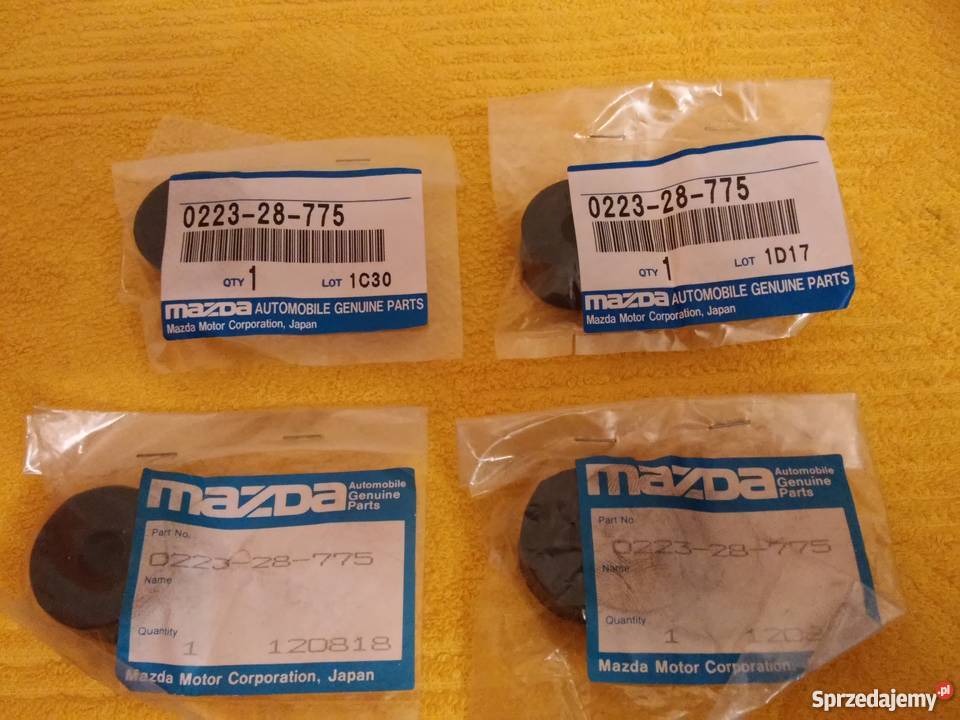 0223-28-775
QTY 1 LOT 1C30
mazda AUTOMOBILE GENUINE PARTS
Mazda Motor Corporation, Japan
0223-28-775
QTY 1 LOT 1D17
mazda AUTOMOBILE GENUINE PARTS
Mazda Motor Corporation, Japan
mazda Automobile Genuine Parts
Part No.
0223-28-775
Name
Quantity
1 120818
Mazda Motor Corporation, Japan
mazda Automobile Genuine Parts
Part No.
0223-28-775
Name
Quantity
1
Mazda Motor Corporation,
Sprzedajemy.pl